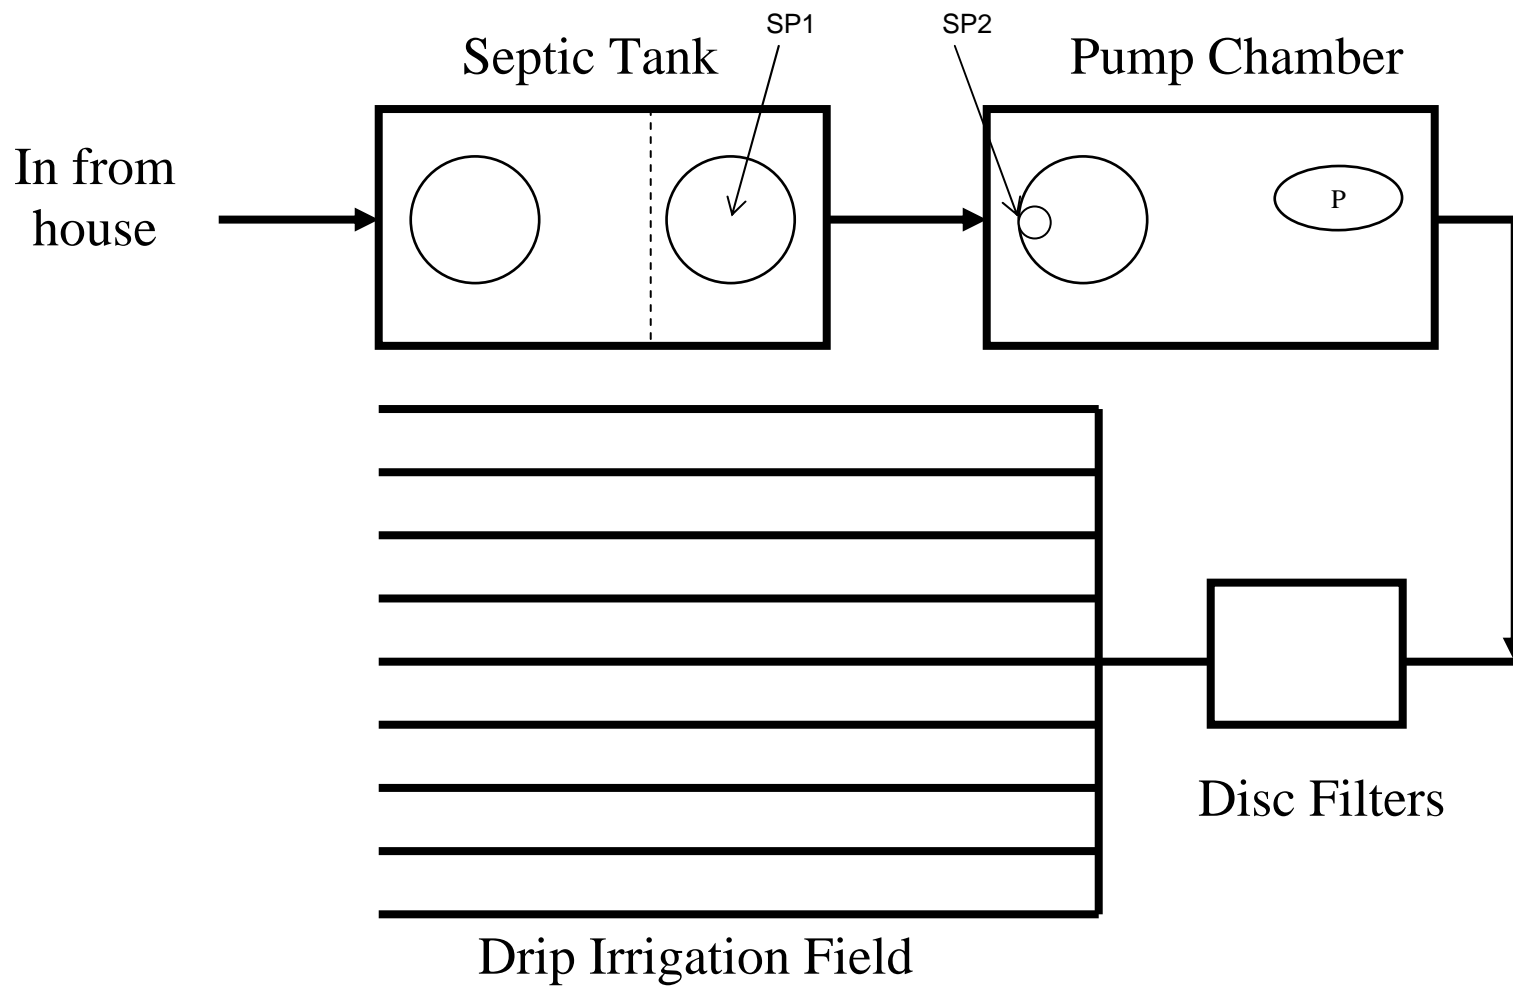 SP1
SP2
Septic Tank
Pump Chamber
In from
house
P
Disc Filters
Drip Irrigation Field